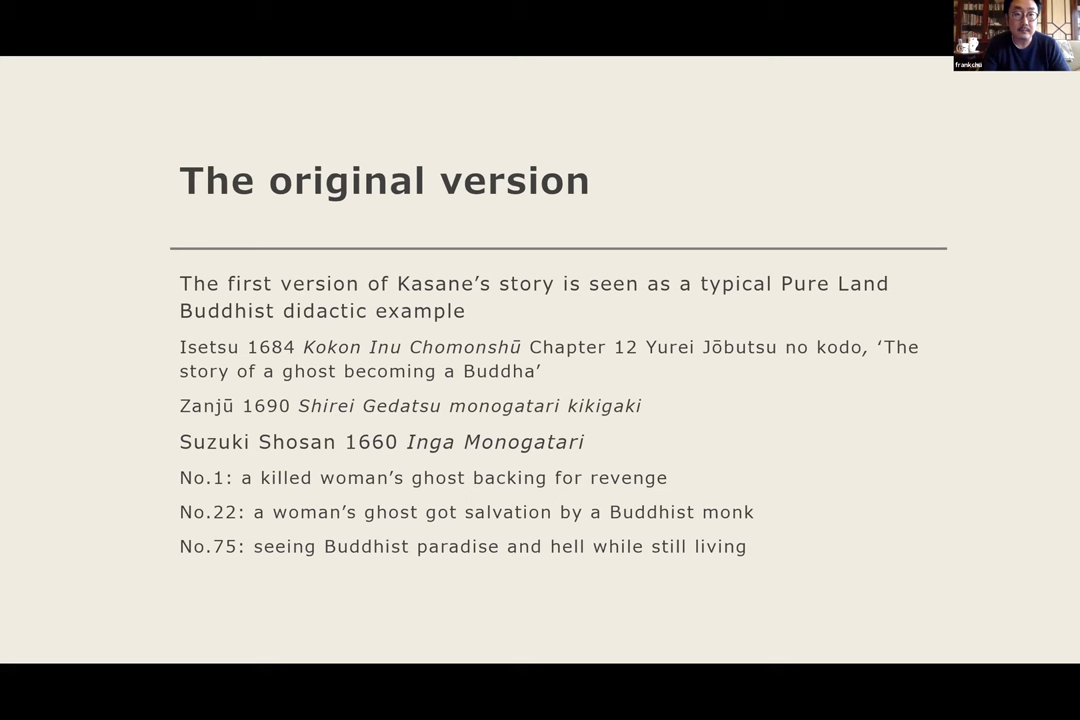 frankchu
The original version
The first version of Kasane’s story is seen as a typical Pure Land
Buddhist didactic example
Isetsu 1684 Kokon Inu Chomonshū Chapter 12 Yurei Jōbutsu no kodo, ‘The
story of a ghost becoming a Buddha’
Zanjū 1690 Shirei Gedatsu monogatari kikigaki
Suzuki Shosan 1660 Inga Monogatari
No.1: a killed woman’s ghost backing for revenge
No.22: a woman’s ghost got salvation by a Buddhist monk
No.75: seeing Buddhist paradise and hell while still living